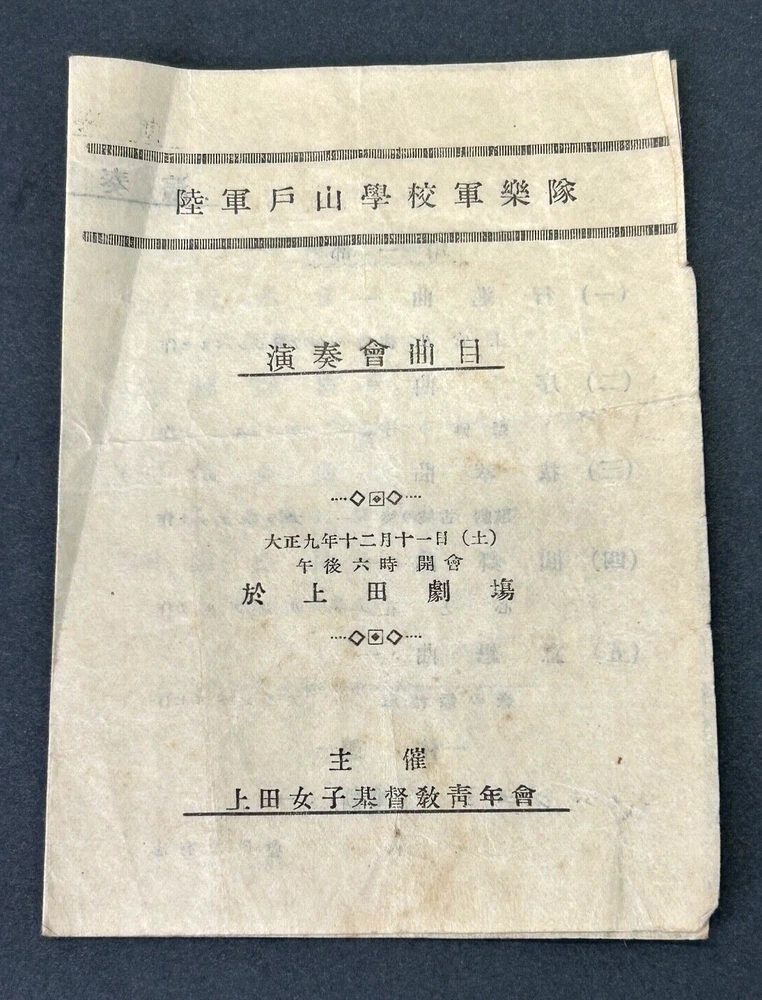 陸軍戸山學校軍樂隊
演奏會曲目
大正九年十二月十一日（土）
午後六時 開會
於上田劇場
主催
上田女子基督敎靑年會